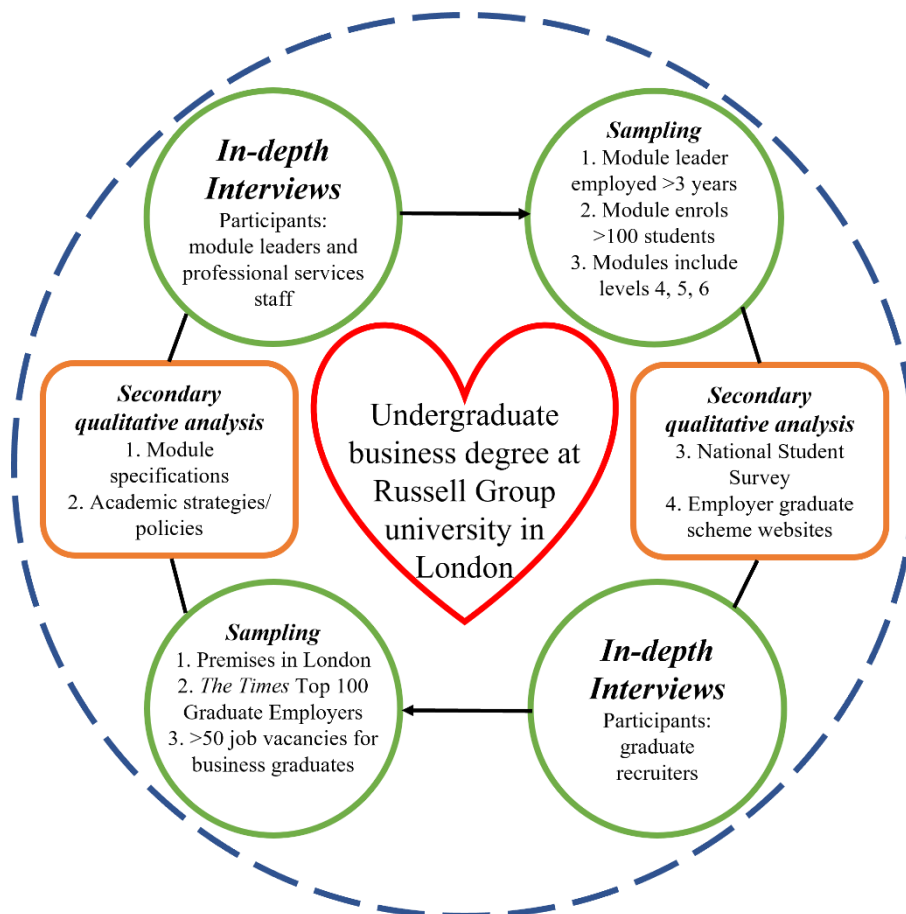 In-depth
Interviews
Participants:
module leaders and
professional services
staff
Sampling
1. Module leader
employed >3 years
2. Module enrols
>100 students
3. Modules include
levels 4, 5, 6
Secondary
qualitative analysis
1. Module
specifications
2. Academic strategies/
policies
Undergraduate
business degree at
Russell Group
university in
London
Secondary
qualitative analysis
3. National Student
Survey
4. Employer graduate
scheme websites
Sampling
1. Premises in London
2. The Times Top 100
Graduate Employers
3. >50 job vacancies for
business graduates
In-depth
Interviews
Participants:
graduate
recruiters